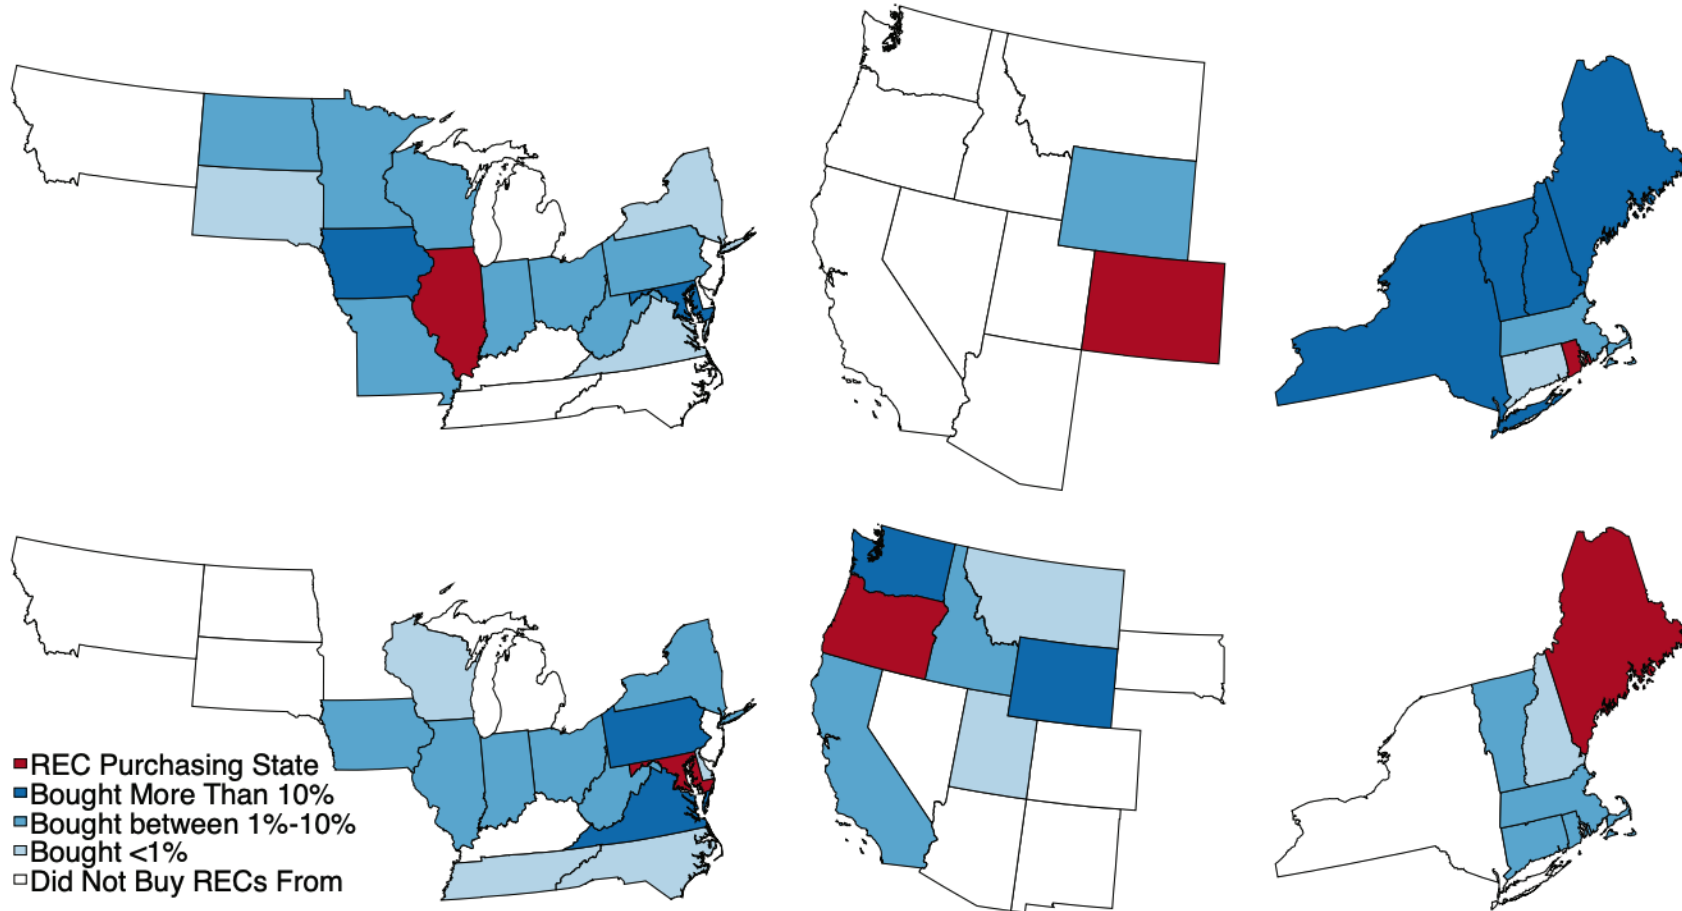 REC Purchasing State
Bought More Than 10%
Bought between 1%-10%
Bought <1%
Did Not Buy RECs From